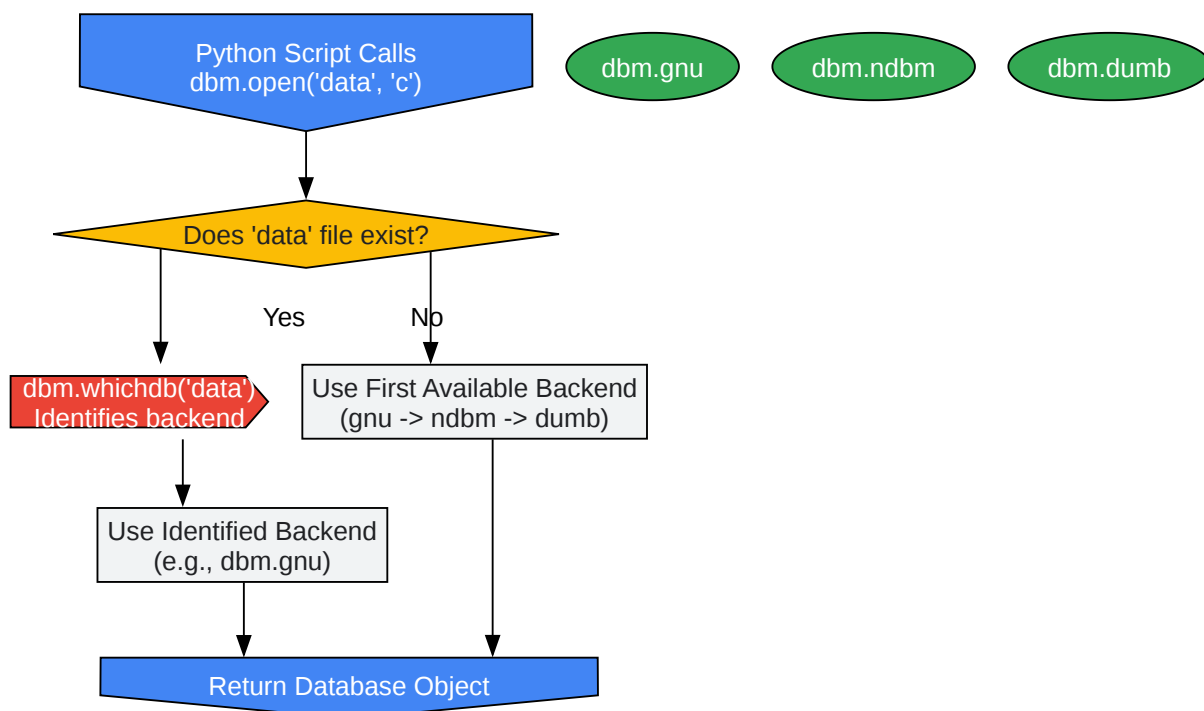 Python Script Calls
dbm.open('data', 'c')
dbm.gnu
dbm.ndbm
dbm.dumb
Does 'data' file exist?
Yes
No
dbm.whichdb('data')
Identifies backend
Use First Available Backend
(gnu -> ndbm -> dumb)
Use Identified Backend
(e.g., dbm.gnu)
Return Database Object